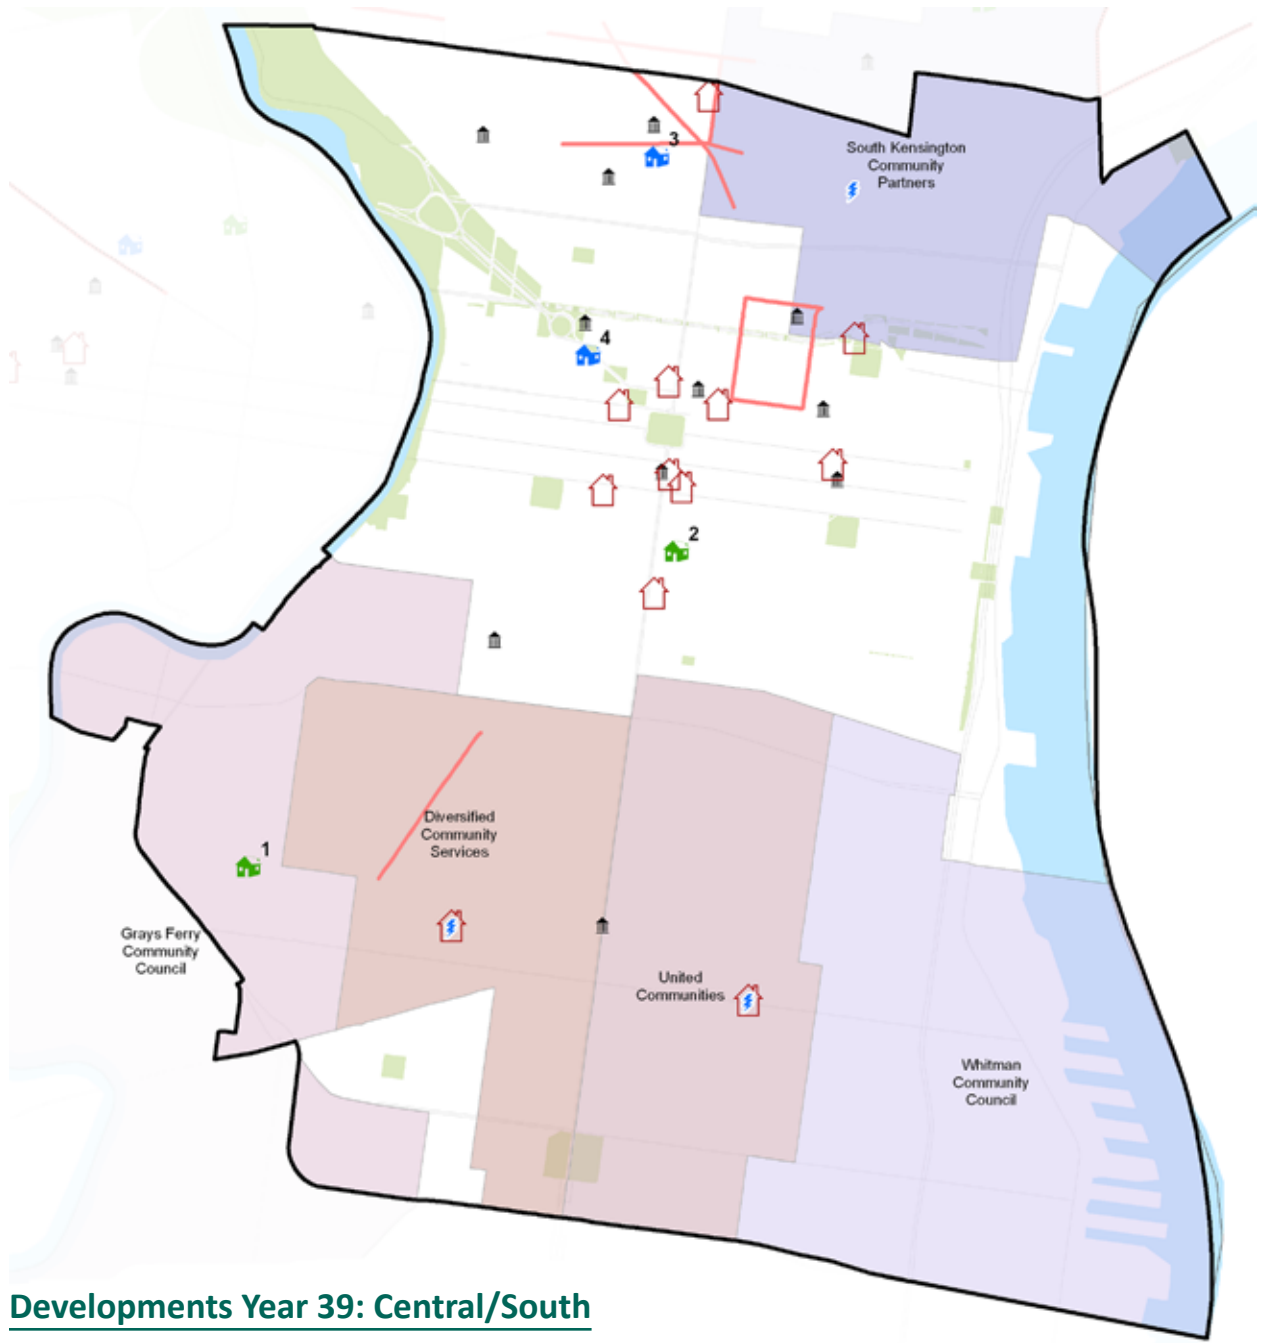 3
South Kensington
Community
Partners
4
2
Diversified
Community
Services
1
Grays Ferry
Community
Council
United
Communities
Whitman
Community
Council
Developments Year 39: Central/South